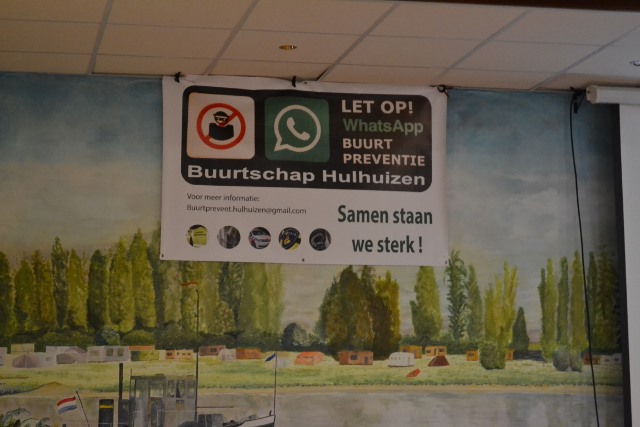 LET OP!
WhatsApp
BUURT
PREVENTIE
Buurtschap Hulhuizen
Voor meer informatie:
Buurtprevent.hulhuizen@gmail.com
Samen staan
we sterk !